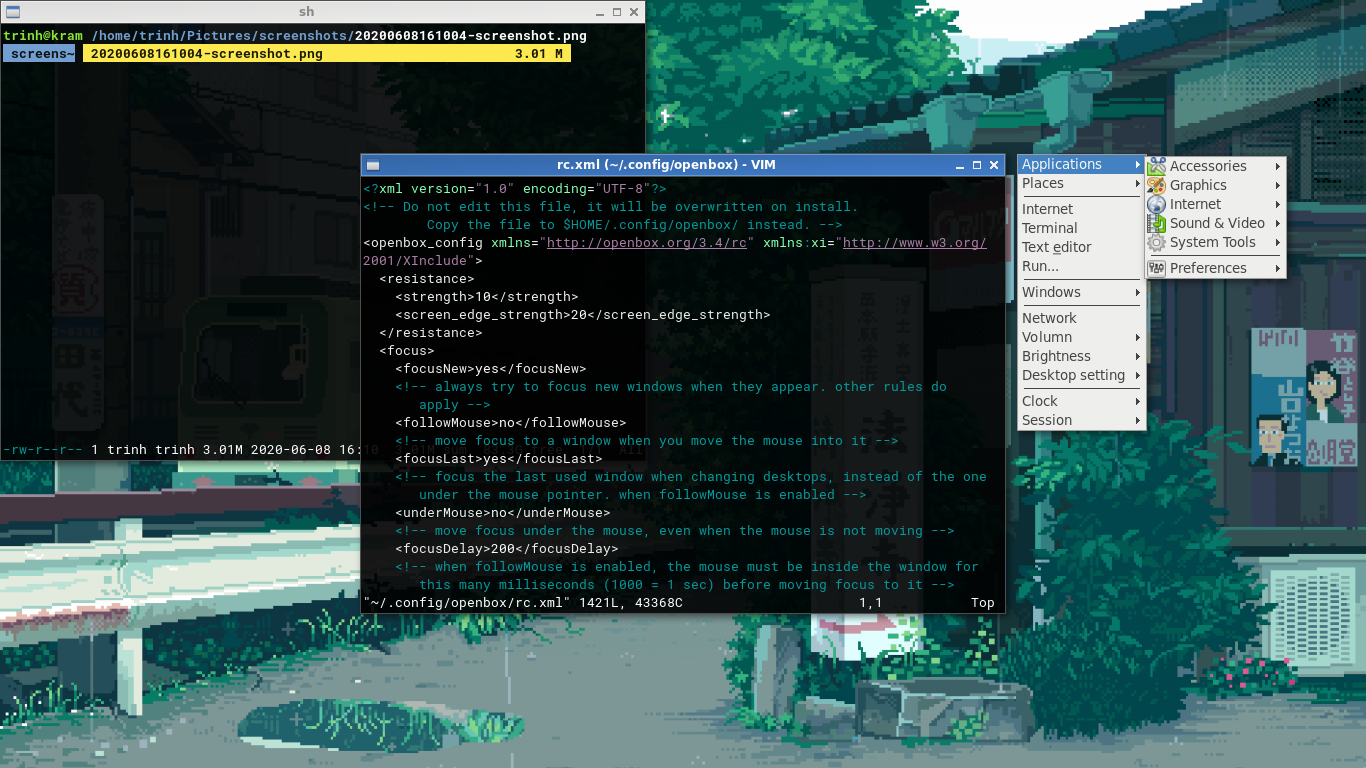 sh
trinh@kram /home/trinh/Pictures/screenshots/20200608161004-screenshot.png
screens~ 20200608161004-screenshot.png 3.01 M
-rw-r--r-- 1 trinh trinh 3.01M 2020-06-08 16:10
rc.xml (~/.config/openbox) - VIM
<?xml version="1.0" encoding="UTF-8"?>
<!-- Do not edit this file, it will be overwritten on install.
Copy the file to $HOME/.config/openbox/ instead. -->
<openbox_config xmlns="http://openbox.org/3.4/rc" xmlns:xi="http://www.w3.org/
2001/XInclude">
<resistance>
<strength>10</strength>
<screen_edge_strength>20</screen_edge_strength>
</resistance>
<focus>
<focusNew>yes</focusNew>
<!-- always try to focus new windows when they appear. other rules do
apply -->
<followMouse>no</followMouse>
<!-- move focus to a window when you move the mouse into it -->
<focusLast>yes</focusLast>
<!-- focus the last used window when changing desktops, instead of the one
under the mouse pointer. when followMouse is enabled -->
<underMouse>no</underMouse>
<!-- move focus under the mouse, even when the mouse is not moving -->
<focusDelay>200</focusDelay>
<!-- when followMouse is enabled, the mouse must be inside the window for
this many milliseconds (1000 = 1 sec) before moving focus to it -->
"~/.config/openbox/rc.xml" 1421L, 43368C 1,1 Top
Applications
Places
Internet
Terminal
Text editor
Run...
Windows
Network
Volumn
Brightness
Desktop setting
Clock
Session
Accessories
Graphics
Internet
Sound & Video
System Tools
Preferences